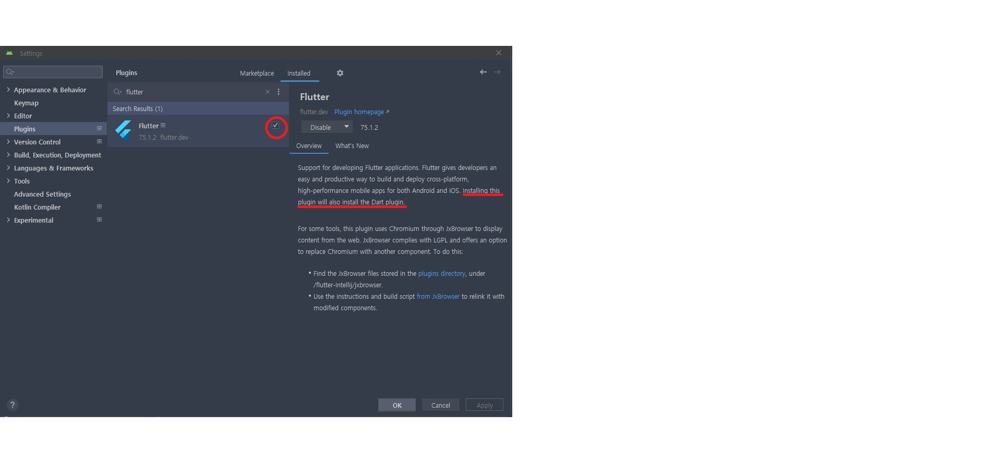 Settings
Plugins
Marketplace
Installed
Appearance & Behavior
Keymap
Editor
Plugins
Version Control
Build, Execution, Deployment
Languages & Frameworks
Tools
Advanced Settings
Kotlin Compiler
Experimental
flutter
Search Results (1)
Flutter
75.1.2 flutter.dev
Flutter
flutter.dev Plugin homepage
Disable
75.1.2
Overview
What's New
Support for developing Flutter applications. Flutter gives developers an
easy and productive way to build and deploy cross-platform,
high-performance mobile apps for both Android and iOS. Installing this
plugin will also install the Dart plugin.
For some tools, this plugin uses Chromium through JxBrowser to display
content from the web. JxBrowser complies with LGPL and offers an option
to replace Chromium with another component. To do this:
• Find the JxBrowser files stored in the plugins directory, under
/flutter-intellij/jxbrowser.
• Use the instructions and build script from JxBrowser to relink it with
modified components.
?
OK
Cancel
Apply